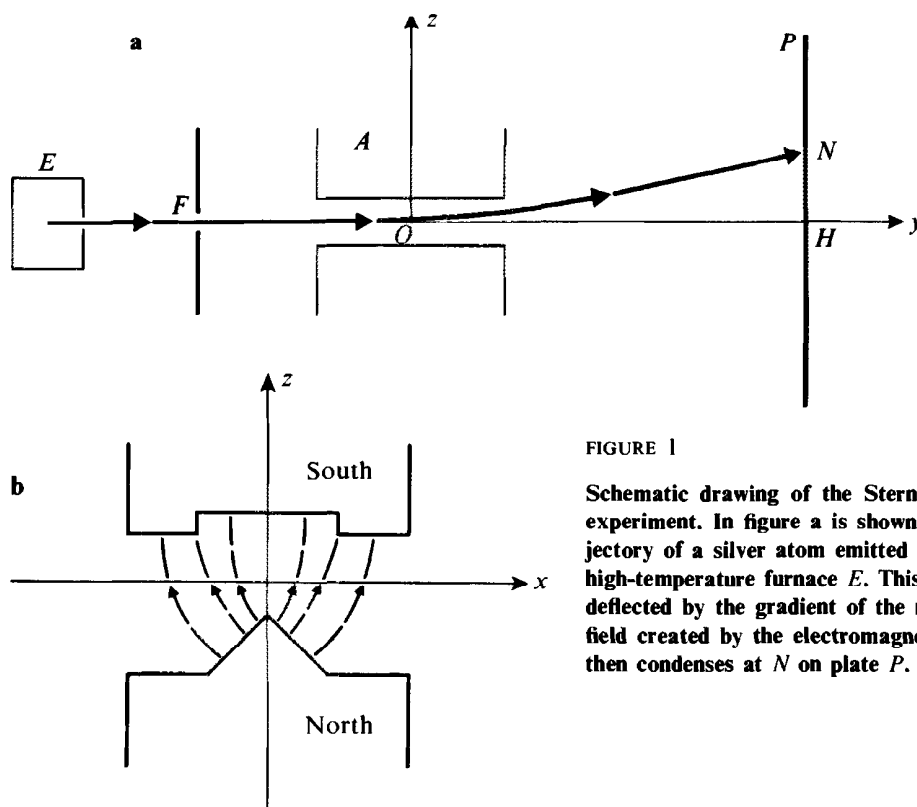 a
z
P
A
E
N
F
O
H
y
z
b
South
x
North
FIGURE 1
Schematic drawing of the Stern
experiment. In figure a is shown
jectory of a silver atom emitted
high-temperature furnace E. This
deflected by the gradient of the
field created by the electromagne
then condenses at N on plate P.